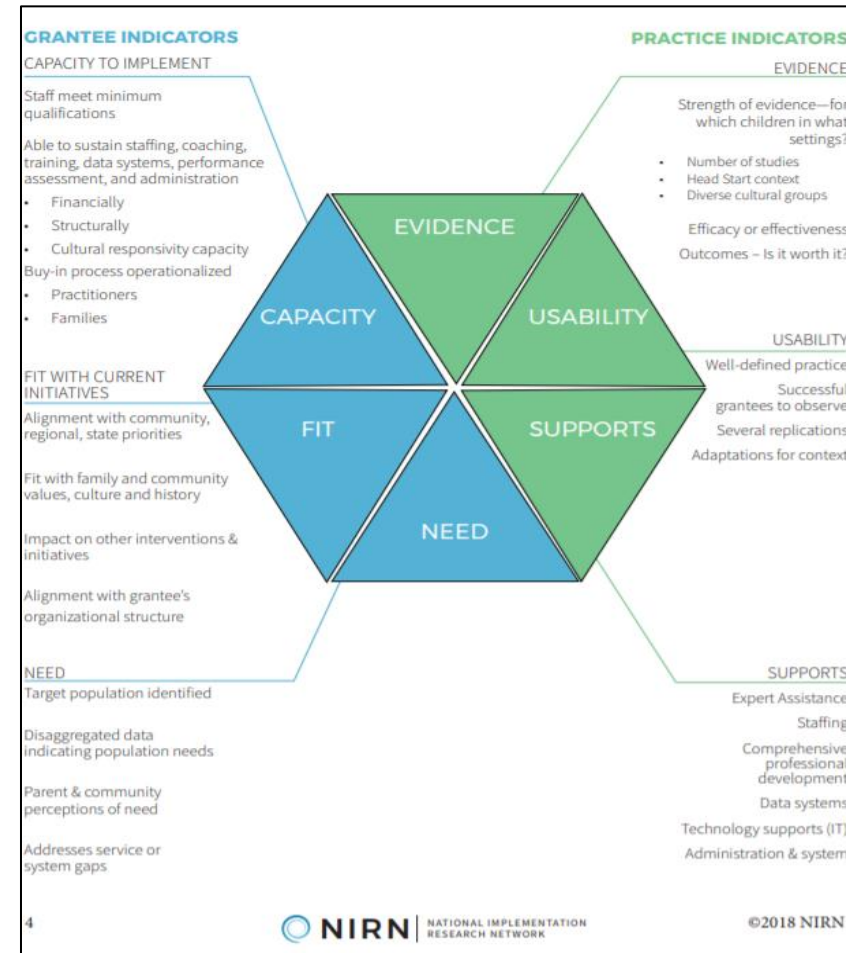 GRANTEE INDICATORS
CAPACITY TO IMPLEMENT
Staff meet minimum
qualifications
Able to sustain staffing, coaching,
training, data systems, performance
assessment, and administration
• Financially
• Structurally
• Cultural responsivity capacity
Buy-in process operationalized
• Practitioners
• Families
FIT WITH CURRENT
INITIATIVES
Alignment with community,
regional, state priorities
Fit with family and community
values, culture and history
Impact on other interventions &
initiatives
Alignment with grantee's
organizational structure
NEED
Target population identified
Disaggregated data
indicating population needs
Parent & community
perceptions of need
Addresses service or
system gaps
EVIDENCE
CAPACITY
USABILITY
FIT
SUPPORTS
NEED
PRACTICE INDICATORS
EVIDENCE
Strength of evidence—for
which children in what
settings?
• Number of studies
• Head Start context
• Diverse cultural groups
Efficacy or effectiveness
Outcomes – Is it worth it?
USABILITY
Well-defined practice
Successful
grantees to observe
Several replications
Adaptations for context
SUPPORTS
Expert Assistance
Staffing
Comprehensive
professional
development
Data systems
Technology supports (IT)
Administration & system
4
NIRN
NATIONAL IMPLEMENTATION
RESEARCH NETWORK
©2018 NIRN